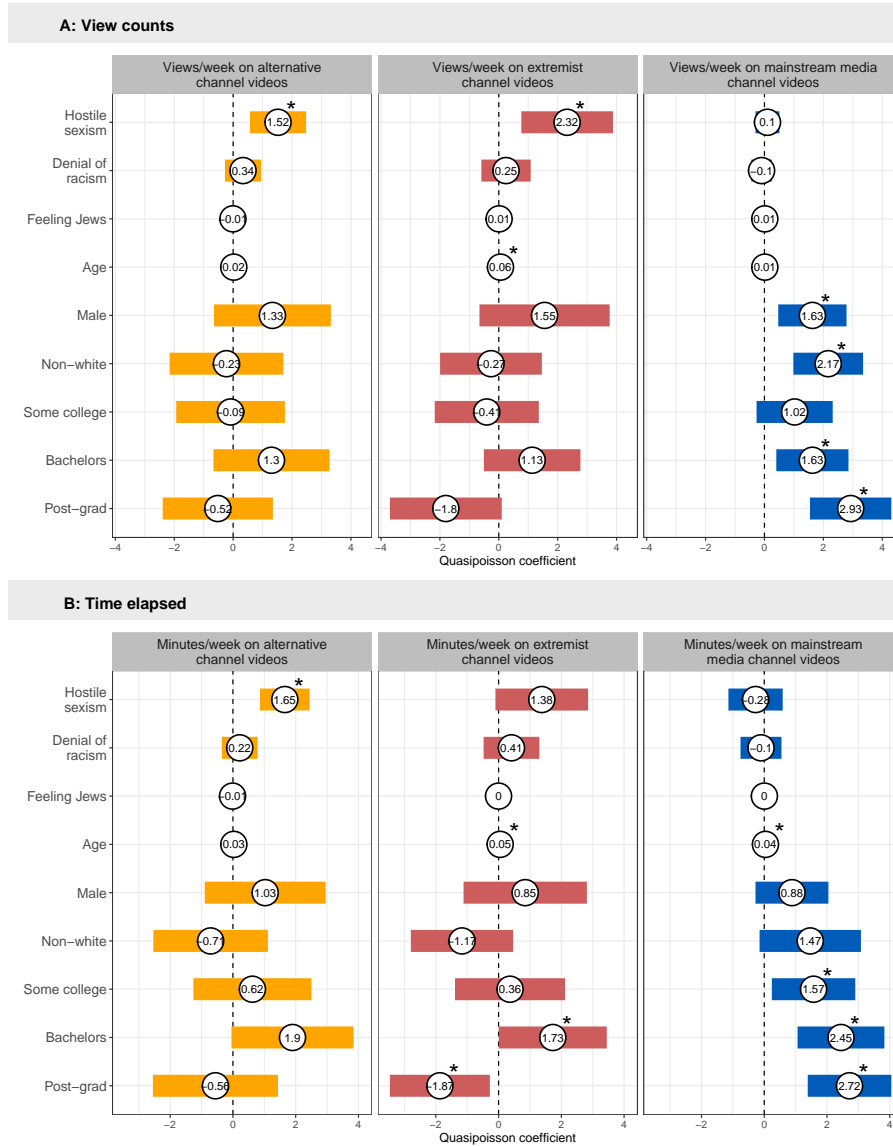 A: View counts
Views/week on alternative
channel videos
Views/week on extremist
channel videos
Views/week on mainstream media
channel videos
Hostile
sexism
1.52
*
2.32
*
0.1
Denial of
racism
0.34
0.25
−0.1
Feeling Jews
−0.01
0.01
0.01
Age
0.02
0.06
*
0.01
Male
1.33
1.55
1.63
*
Non−white
−0.23
−0.27
2.17
*
Some college
−0.09
−0.41
1.02
Bachelors
1.3
1.13
1.63
*
Post−grad
−0.52
−1.8
2.93
*
−4 −2 0 2 4 −4 −2 0 2 4 −4 −2 0 2 4
Quasipoisson coefficient
B: Time elapsed
Minutes/week on alternative
channel videos
Minutes/week on extremist
channel videos
Minutes/week on mainstream
media channel videos
Hostile
sexism
1.65
*
1.38
−0.28
Denial of
racism
0.22
0.41
−0.1
Feeling Jews
−0.01
0
0
Age
0.03
0.05
*
0.04
*
Male
1.03
0.85
0.88
Non−white
−0.71
−1.17
1.47
Some college
0.62
0.36
1.57
*
Bachelors
1.9
1.73
*
2.45
*
Post−grad
−0.56
−1.87
*
2.72
*
−2 0 2 4 −2 0 2 4 −2 0 2 4
Quasipoisson coefficient